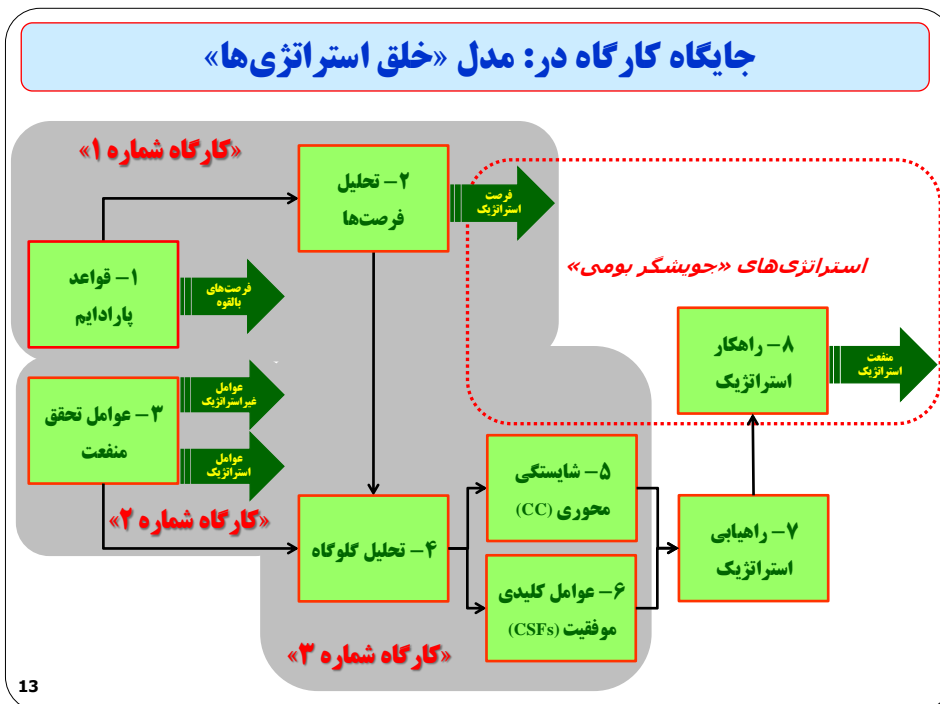 جایگاه کارگاه در: مدل «خلق استراتژی‌ها»
«کارگاه شماره ۱»
۲- تحلیل
فرصت‌ها
فرصت
استراتژیک
۱- قواعد
پارادایم
فرصت‌های
بالقوه
استراتژی‌های «جویشگر بومی»
۸- راهکار
استراتژیک
منفعت
استراتژیک
۳- عوامل تحقق
منفعت
عوامل
غیراستراتژیک
عوامل
استراتژیک
«کارگاه شماره ۲»
۴- تحلیل گلوگاه
۵- شایستگی
محوری (CC)
۶- عوامل کلیدی
موفقیت (CSFs)
۷- راهیابی
استراتژیک
«کارگاه شماره ۳»
13